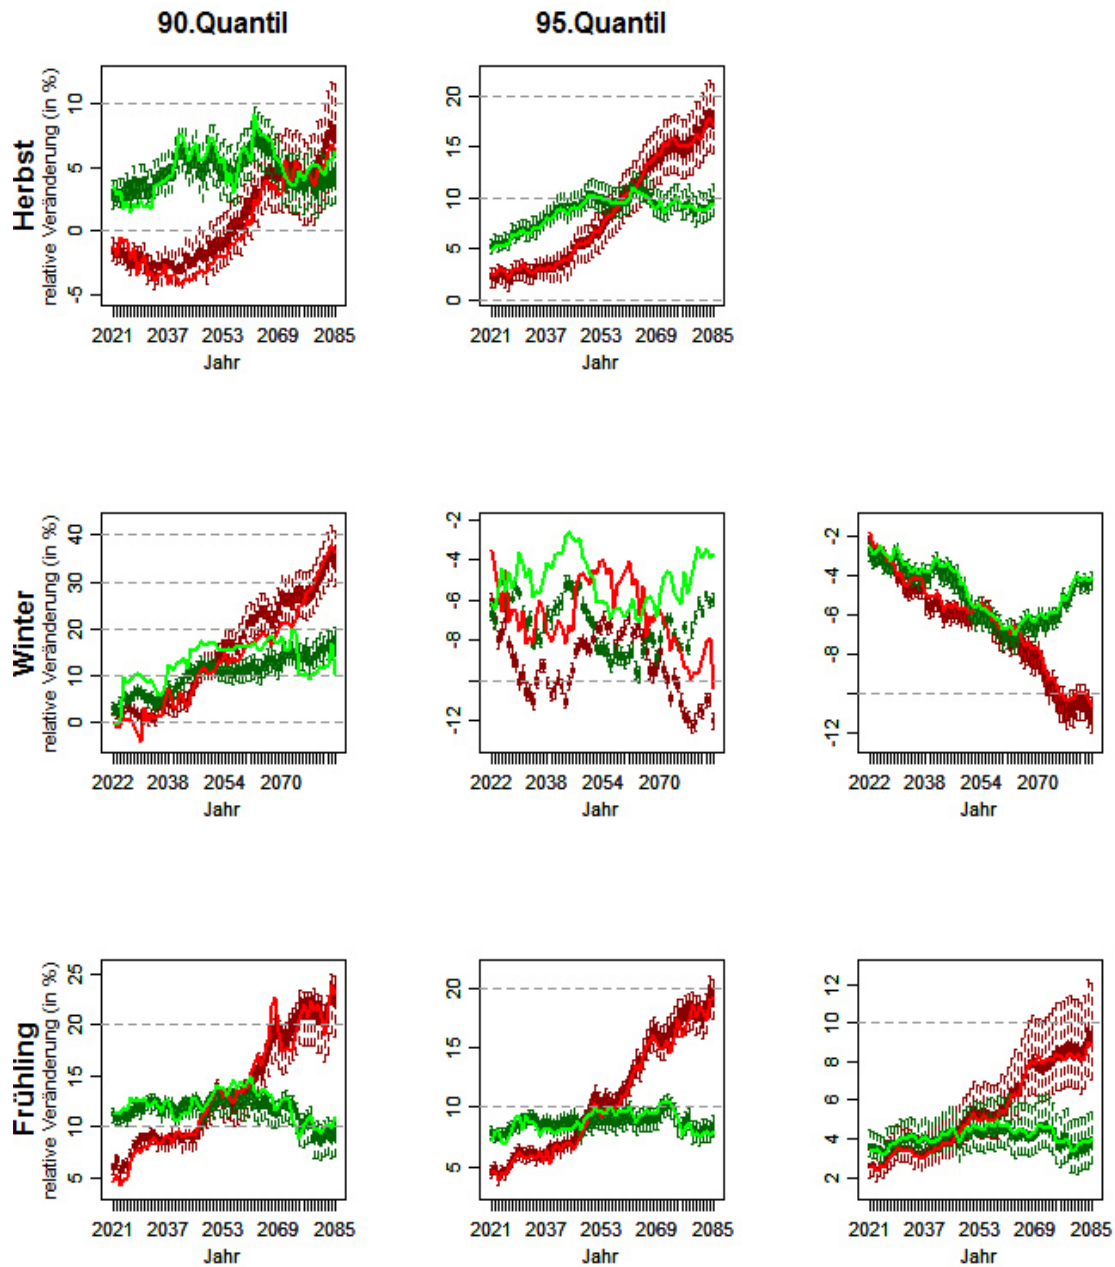 90.Quantil 95.Quantil
Herbst
relative Veränderung (in %)
10
5
0
-5
2021 2037 2053 2069 2085
Jahr
20
15
10
5
0
2021 2037 2053 2069 2085
Jahr
Winter
relative Veränderung (in %)
40
30
20
10
0
2022 2038 2054 2070
Jahr
-2
-4
-6
-8
-12
2022 2038 2054 2070
Jahr
-2
-4
-6
-8
-12
2022 2038 2054 2070
Jahr
Frühling
relative Veränderung (in %)
25
20
15
10
5
2021 2037 2053 2069 2085
Jahr
20
15
10
5
2021 2037 2053 2069 2085
Jahr
12
10
8
6
4
2
2021 2037 2053 2069 2085
Jahr